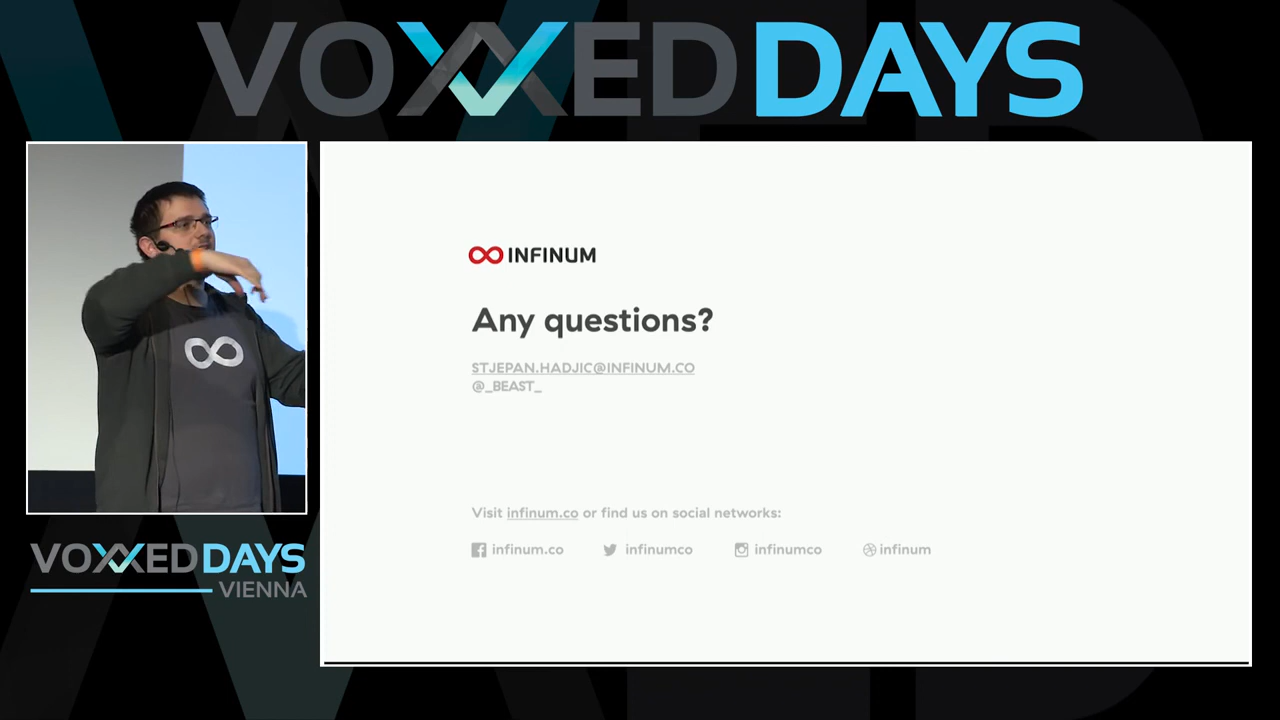 VOXXED DAYS
INFINUM
Any questions?
STJEPAN.HADJIC@INFINUM.CO
@_BEAST_
Visit infinum.co or find us on social networks:
infinum.co infinumco infinumco infinum
VOXXED DAYS
VIENNA